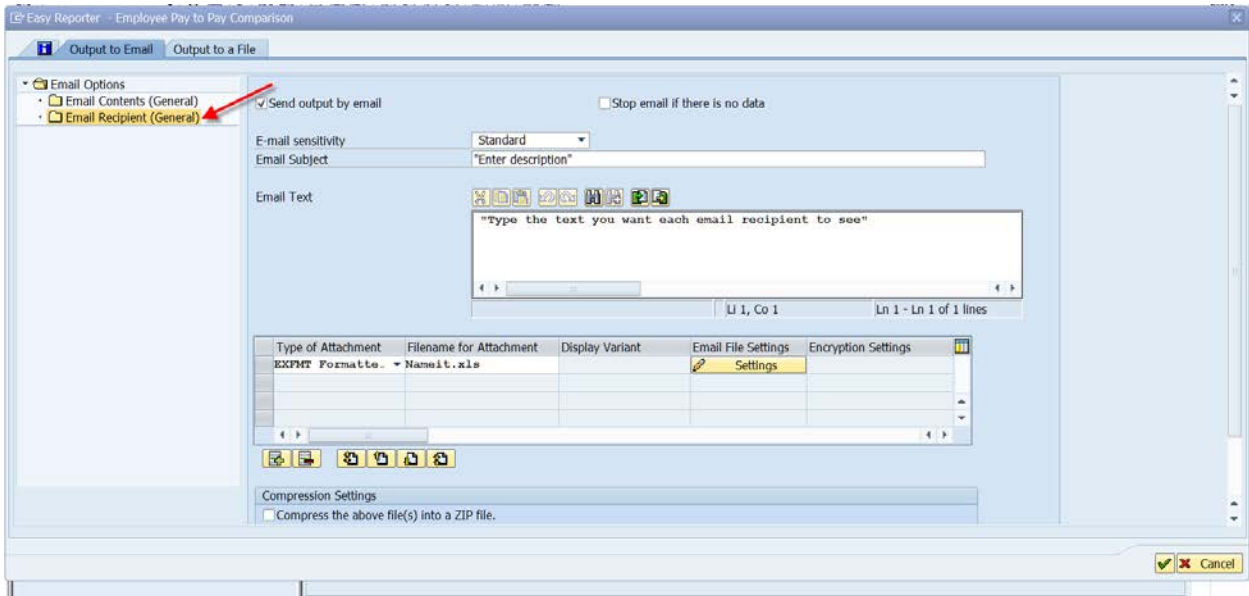 Easy Reporter - Employee Pay to Pay Comparison
Output to Email Output to a File
Email Options
Email Contents (General)
Email Recipient (General)
Send output by email Stop email if there is no data
E-mail sensitivity Standard
Email Subject "Enter description"
Email Text
"Type the text you want each email recipient to see"
Li 1, Co 1 Ln 1 - Ln 1 of 1 lines
Type of Attachment Filename for Attachment Display Variant Email File Settings Encryption Settings
EXFMT Formatte.. Nameit.xls Settings
Compression Settings
Compress the above file(s) into a ZIP file.
Cancel